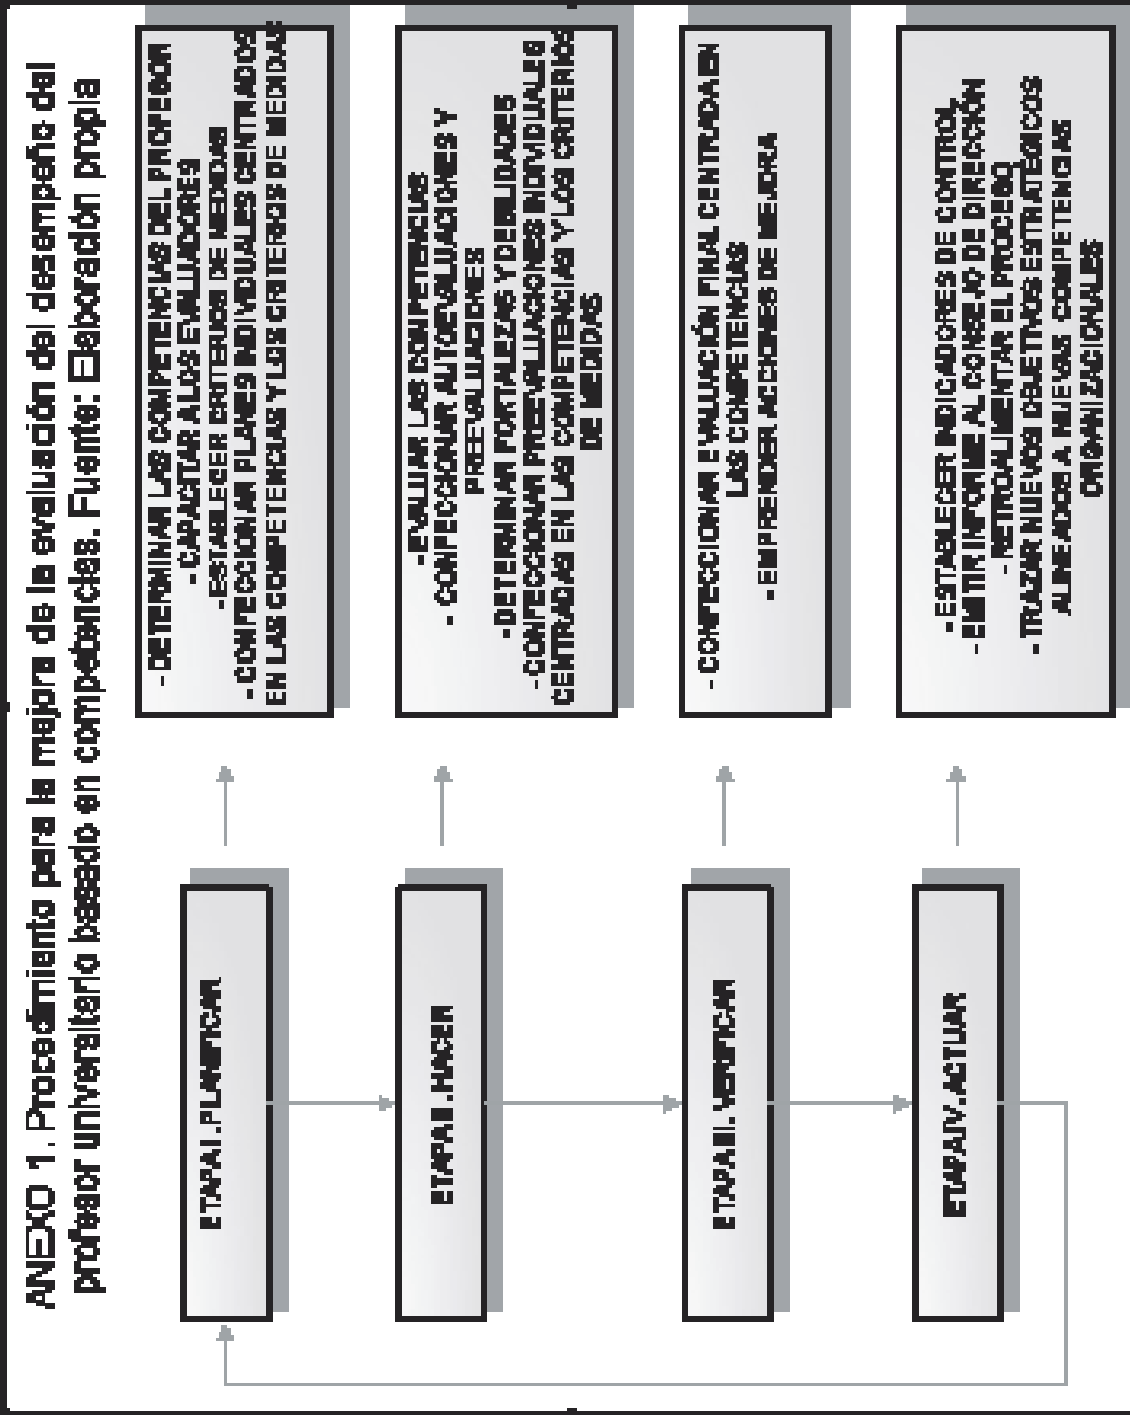 ANEXO 1. Procedimiento para la mejora de la evaluación del desempeño del
profesor universitario basado en competencias. Fuente: Elaboración propia
ETAPA I. PLANIFICAR
- DETERMINAR LAS COMPETENCIAS DEL PROFESOR
- CAPACITAR A LOS EVALUADORES
- ESTABLECER CRITERIOS DE MEDIDAS
- CONFECCIONAR PLANES INDIVIDUALES CENTRADOS
EN LAS COMPETENCIAS Y LOS CRITERIOS DE MEDIDAS
ETAPA II. HACER
- EVALUAR LAS COMPETENCIAS
- CONFECCIONAR AUTOEVALUACIONES Y
PREEVALUACIONES
- DETERMINAR FORTALEZAS Y DEBILIDADES
- CONFECCIONAR PREEVALUACIONES INDIVIDUALES
CENTRADAS EN LAS COMPETENCIAS Y LOS CRITERIOS
DE MEDIDAS
ETAPA III. VERIFICAR
- CONFECCIONAR EVALUACIÓN FINAL CENTRADA EN
LAS COMPETENCIAS
- EMPRENDER ACCIONES DE MEJORA
ETAPA IV. ACTUAR
- ESTABLECER INDICADORES DE CONTROL
- EMITIR INFORME AL CONSEJO DE DIRECCIÓN
- RETROALIMENTAR EL PROCESO
- TRAZAR NUEVOS OBJETIVOS ESTRATEGICOS
ALINEADOS A NUEVAS COMPETENCIAS
ORGANIZACIONALES